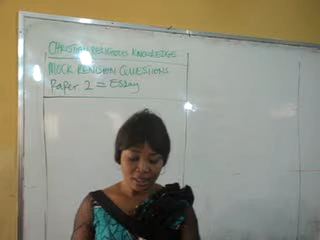 CHRISTIAN RELIGIOUS KNOWLEDGE
MOCK REVISION QUESTIONS
Paper 2 = Essay